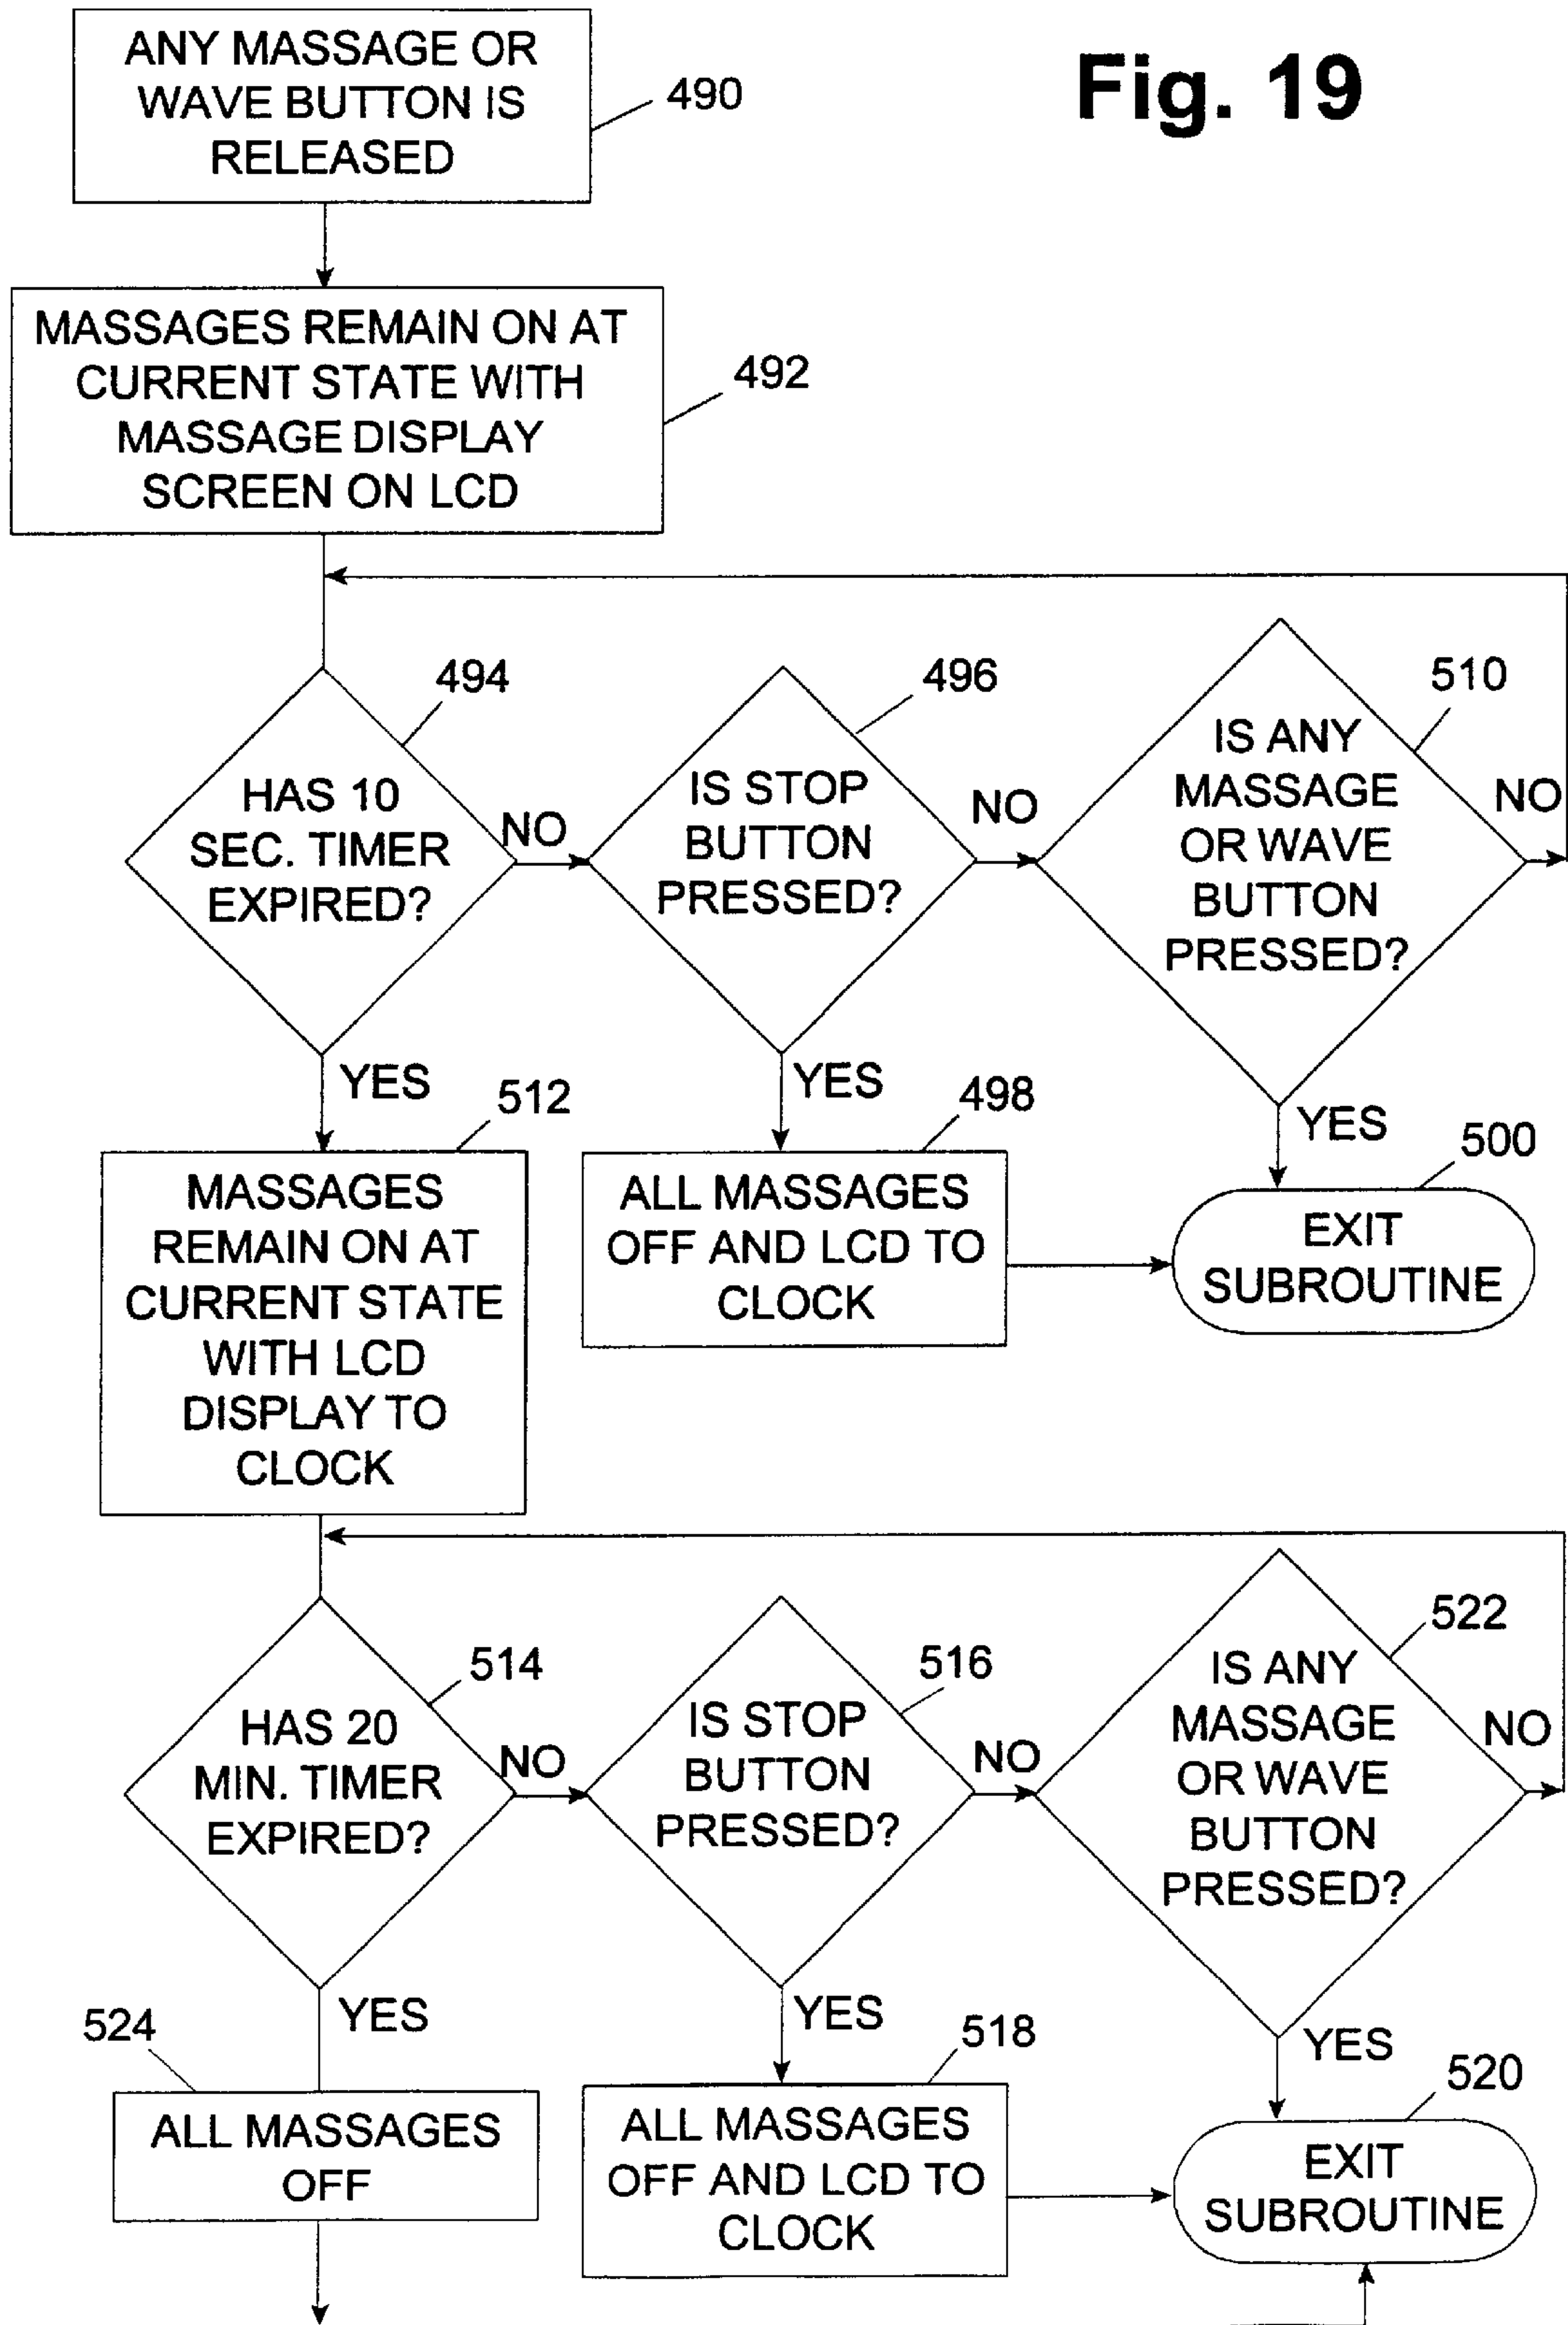 Fig. 19
ANY MASSAGE OR
WAVE BUTTON IS
RELEASED
490
MASSAGES REMAIN ON AT
CURRENT STATE WITH
MASSAGE DISPLAY
SCREEN ON LCD
492
HAS 10
SEC. TIMER
EXPIRED?
494
NO
IS STOP
BUTTON
PRESSED?
496
NO
IS ANY
MASSAGE
OR WAVE
BUTTON
PRESSED?
510
NO
YES
512
YES
498
YES
500
MASSAGES
REMAIN ON AT
CURRENT STATE
WITH LCD
DISPLAY TO
CLOCK
ALL MASSAGES
OFF AND LCD TO
CLOCK
EXIT
SUBROUTINE
HAS 20
MIN. TIMER
EXPIRED?
514
NO
IS STOP
BUTTON
PRESSED?
516
NO
IS ANY
MASSAGE
OR WAVE
BUTTON
PRESSED?
522
NO
YES
524
YES
518
YES
520
ALL MASSAGES
OFF
ALL MASSAGES
OFF AND LCD TO
CLOCK
EXIT
SUBROUTINE